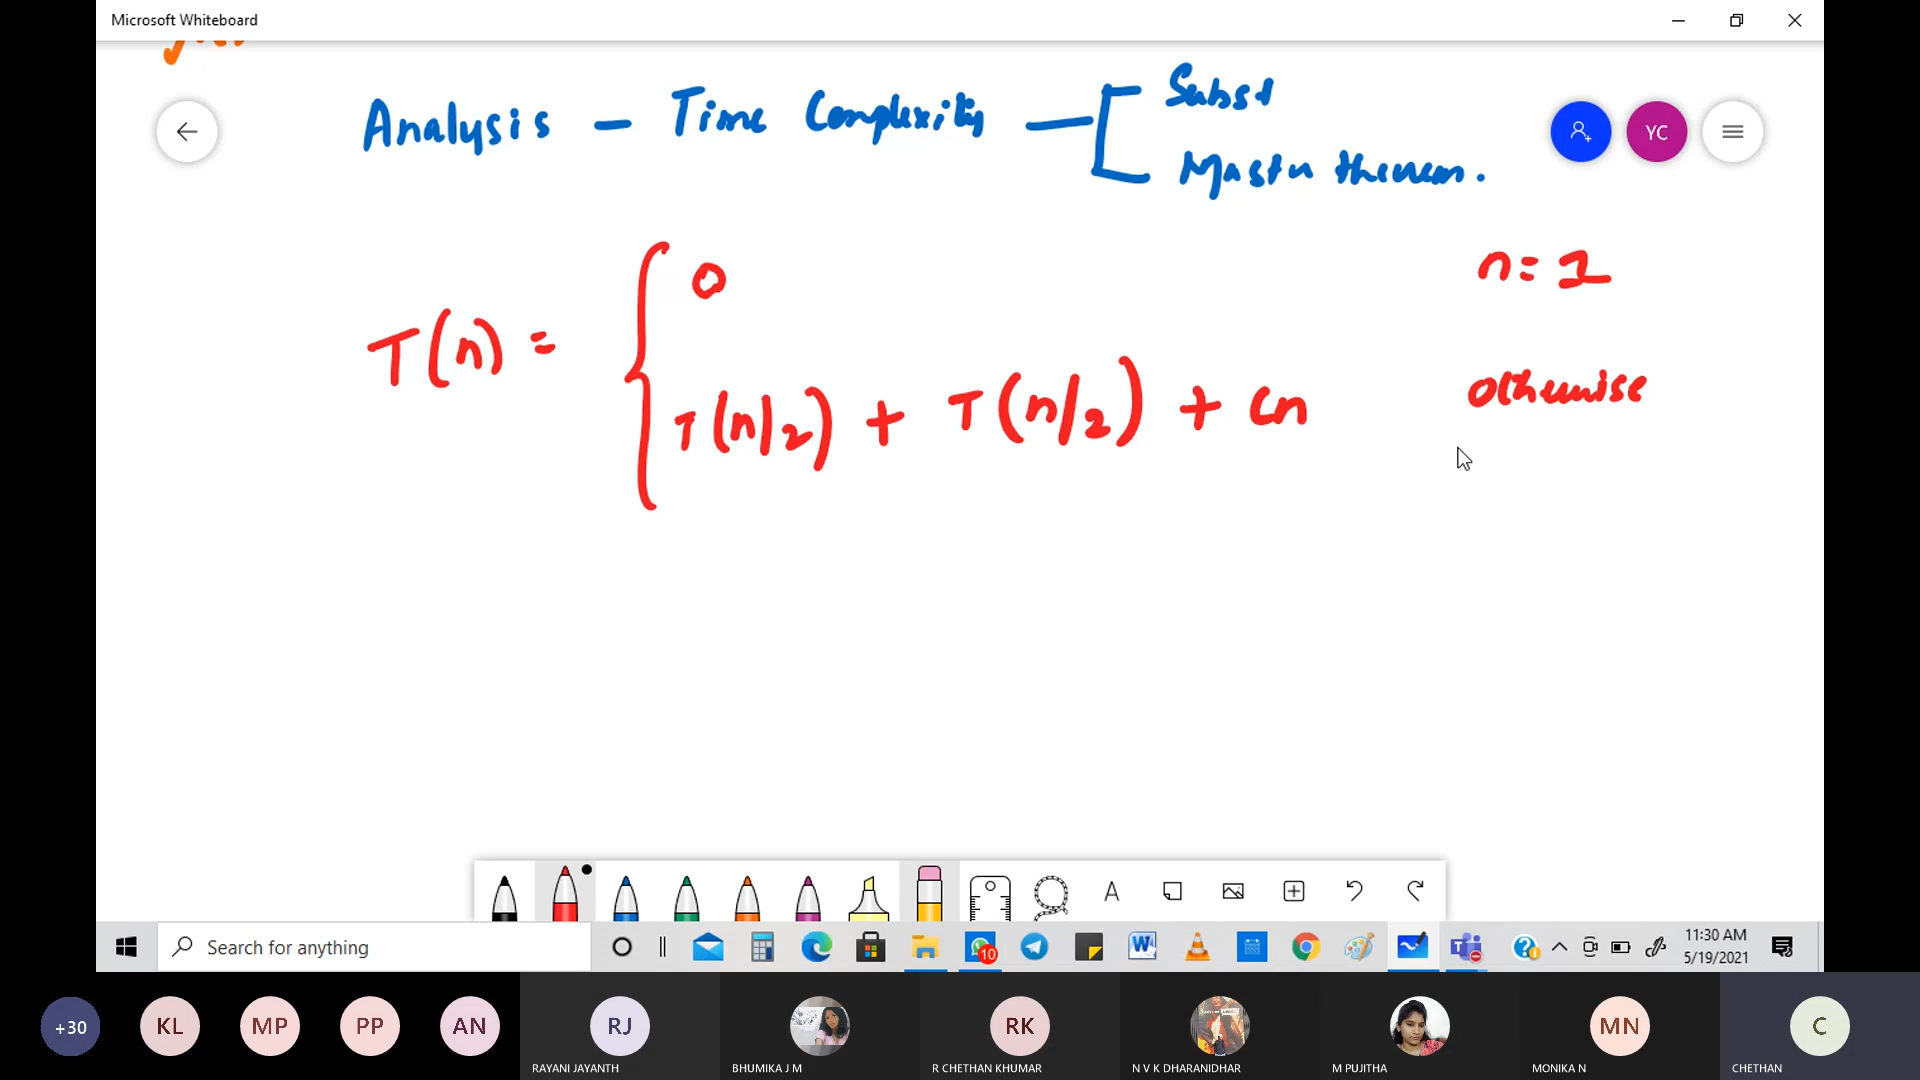 Microsoft Whiteboard
Analysis - Time Complexity - Subst
Master theorem.
YC
0 n = 1
T(n) =
T(n/2) + T(n/2) + cn otherwise
A
Search for anything
10
11:30 AM
5/19/2021
+30 KL MP PP AN RJ RK MN C
RAYANI JAYANTH BHUMIKA J M R CHETHAN KHUMAR N V K DHARANIDHAR M PUJITHA MONIKA N CHETHAN